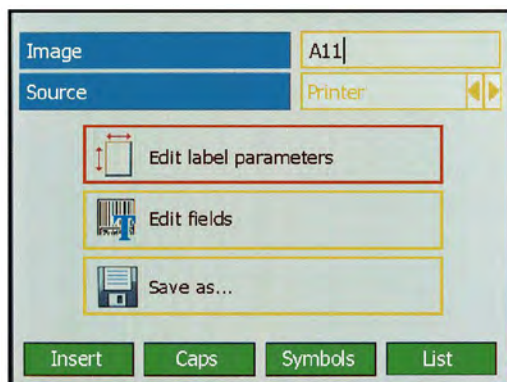 Image A11
Source Printer
Edit label parameters
Edit fields
Save as...
Insert Caps Symbols List